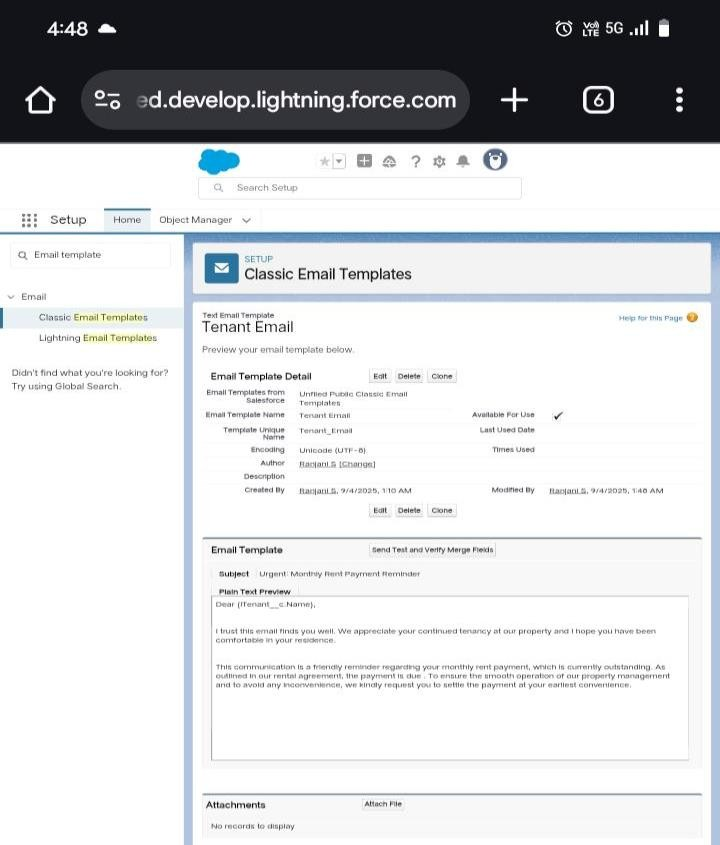 4:48
Vo)) LTE 5G
ed.develop.lightning.force.com
6
Search Setup
Setup Home Object Manager
Email template
Email
Classic Email Templates
Lightning Email Templates
Didn't find what you're looking for?
Try using Global Search.
SETUP
Classic Email Templates
Text Email Template
Tenant Email
Help for this Page
Preview your email template below.
Email Template Detail Edit Delete Clone
Email Templates from Salesforce Unfiled Public Classic Email Templates
Email Template Name Tenant Email Available For Use
Template Unique Name Tenant_Email Last Used Date
Encoding Unicode (UTF-8) Times Used
Author Ranjani S [Change]
Description
Created By Ranjani S, 9/4/2025, 1:10 AM Modified By Ranjani S, 9/4/2025, 1:48 AM
Edit Delete Clone
Email Template Send Test and Verify Merge Fields
Subject Urgent: Monthly Rent Payment Reminder
Plain Text Preview
Dear {!Tenant__c.Name},
I trust this email finds you well. We appreciate your continued tenancy at our property and I hope you have been
comfortable in your residence.
This communication is a friendly reminder regarding your monthly rent payment, which is currently outstanding. As
outlined in our rental agreement, the payment is due . To ensure the smooth operation of our property management
and to avoid any inconvenience, we kindly request you to settle the payment at your earliest convenience.
Attachments Attach File
No records to display